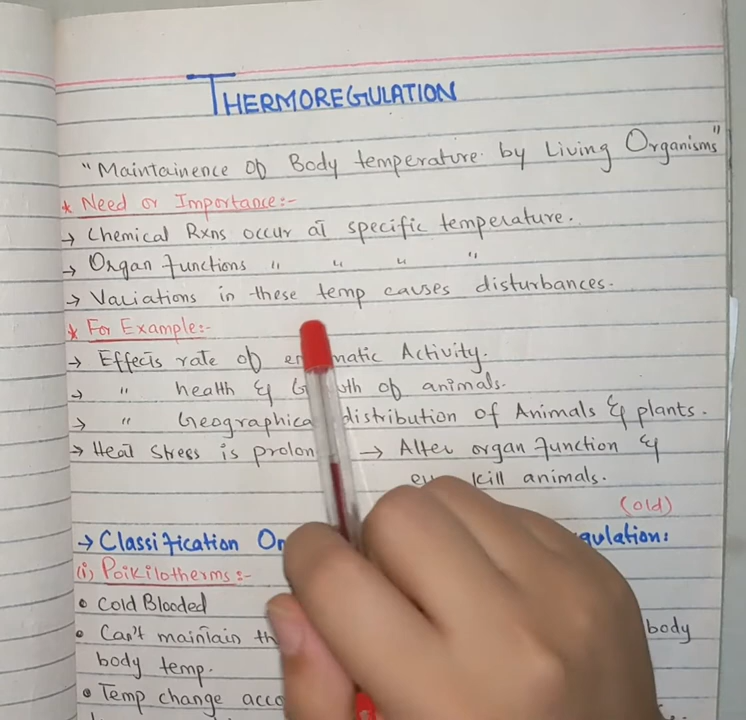 THERMOREGULATION
"Maintainence of Body temperature by Living Organisms"
* Need or Importance:-
→ Chemical Rxns occur at specific temperature.
→ Organ functions " " " "
→ Variations in these temp causes disturbances.
* For Example:-
→ Effects rate of en matic Activity.
→ " health & G th of animals.
→ " Geographica distribution of Animals & plants.
→ Heat stress is prolon → Alter organ function &
kill animals.
(old)
→ Classification On gulation:
(i) Poikilotherms:-
• Cold Blooded
• Can't maintain th body
body temp.
• Temp change acco